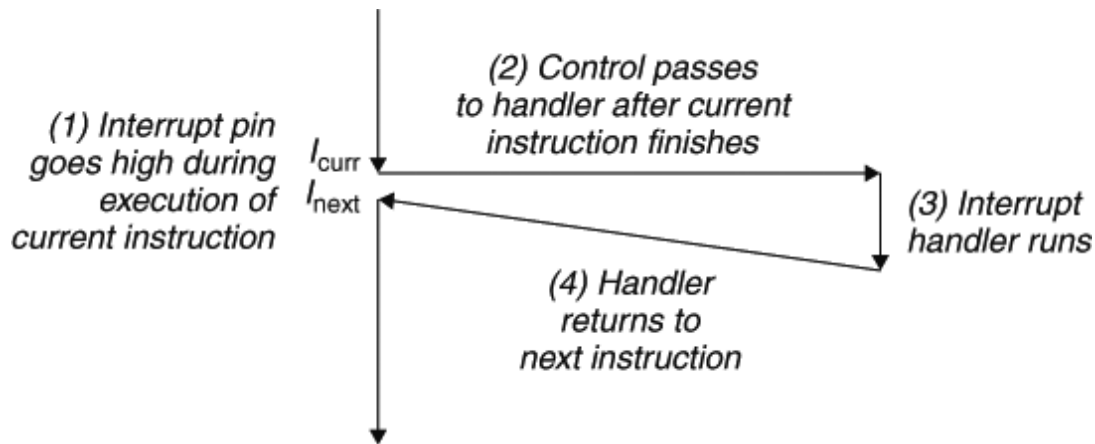 (1) Interrupt pin
goes high during
execution of
current instruction
(2) Control passes
to handler after current
instruction finishes
Icurr
Inext
(3) Interrupt
handler runs
(4) Handler
returns to
next instruction